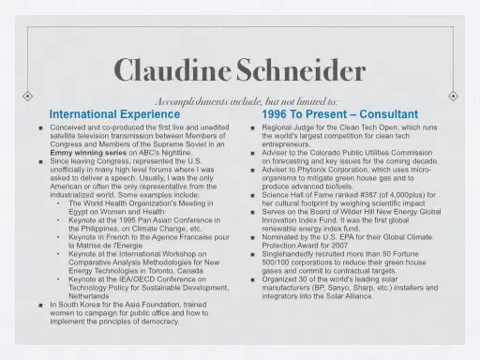 Claudine Schneider
Accomplishments include, but not limited to:
International Experience
Conceived and co-produced the first live and unedited
satellite television transmission between Members of
Congress and Members of the Supreme Soviet in an
Emmy winning series on ABC's Nightline.
Since leaving Congress, represented the U.S.
unofficially in many high level forums where I was
asked to deliver a speech. Usually, I was the only
American or often the only representative from the
industrialized world. Some examples include:
The World Health Organization's Meeting in
Egypt on Women and Health:
Keynote at the 1995 Pan Asian Conference in
the Philippines, on Climate Change, etc.
Keynote in French to the Agence Francaise pour
la Matrise de l'Energie
Keynote at the International Workshop on
Comparative Analysis Methodologies for New
Energy Technologies in Toronto, Canada
Keynote at the IEA/OECD Conference on
Technology Policy for Sustainable Development,
Netherlands
In South Korea for the Asia Foundation, trained
women to campaign for public office and how to
implement the principles of democracy.
1996 To Present – Consultant
Regional Judge for the Clean Tech Open, which runs
the world's largest competition for clean tech
entrepreneurs.
Adviser to the Colorado Public Utilities Commission
on forecasting and key issues for the coming decade.
Adviser to Phytonix Corporation, which uses micro-
organisms to mitigate green house gas and to
produce advanced biofuels.
Science Hall of Fame ranked #387 (of 4,000plus) for
her cultural footprint by weighing scientific impact
Serves on the Board of Wilder Hill New Energy Global
Innovation Index Fund. It was the first global
renewable energy index fund.
Nominated by the U.S. EPA for their Global Climate
Protection Award for 2007
Singlehandedly recruited more than 50 Fortune
500/100 corporations to reduce their green house
gases and commit to contractual targets.
Organized 30 of the world's leading solar
manufacturers (BP, Sanyo, Sharp, etc.) installers and
integrators into the Solar Alliance.